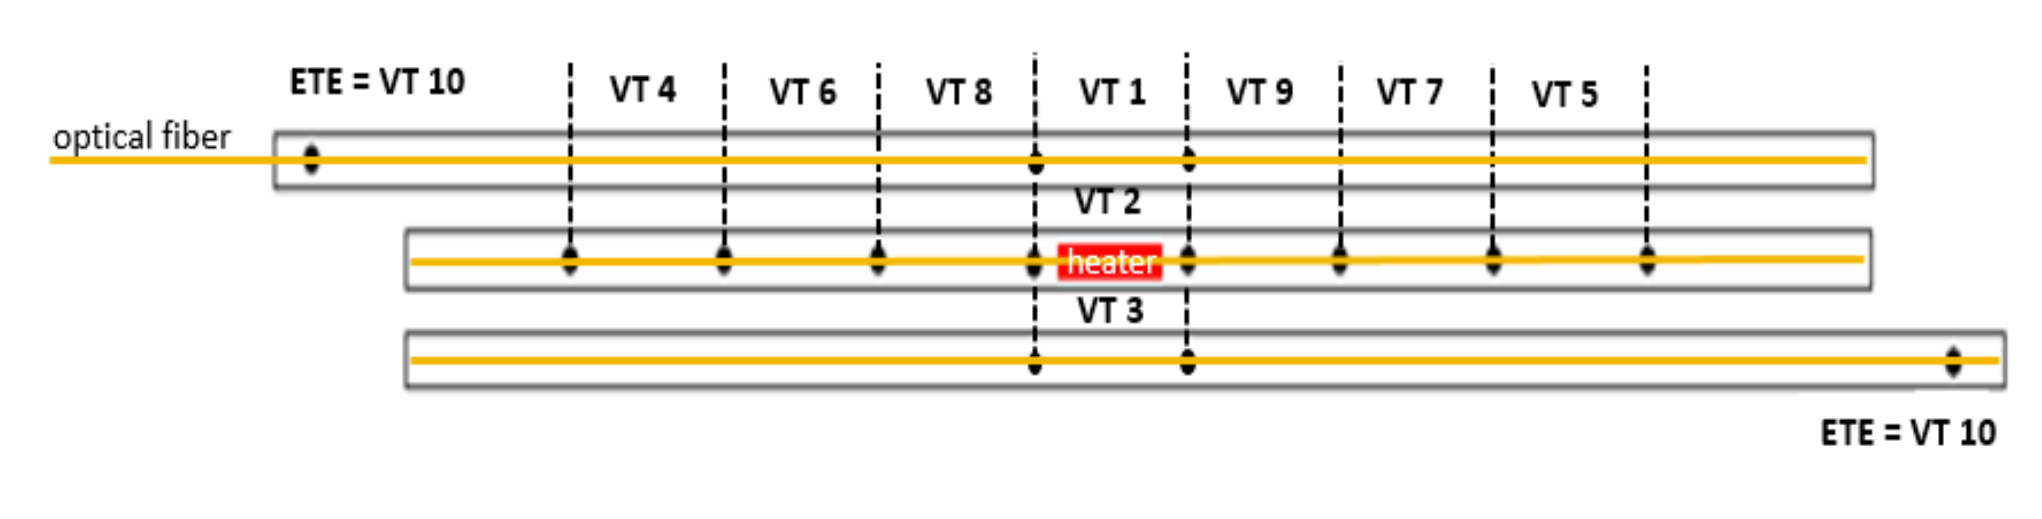 ETE = VT 10
VT 4
VT 6
VT 8
VT 1
VT 9
VT 7
VT 5
optical fiber
VT 2
heater
VT 3
ETE = VT 10